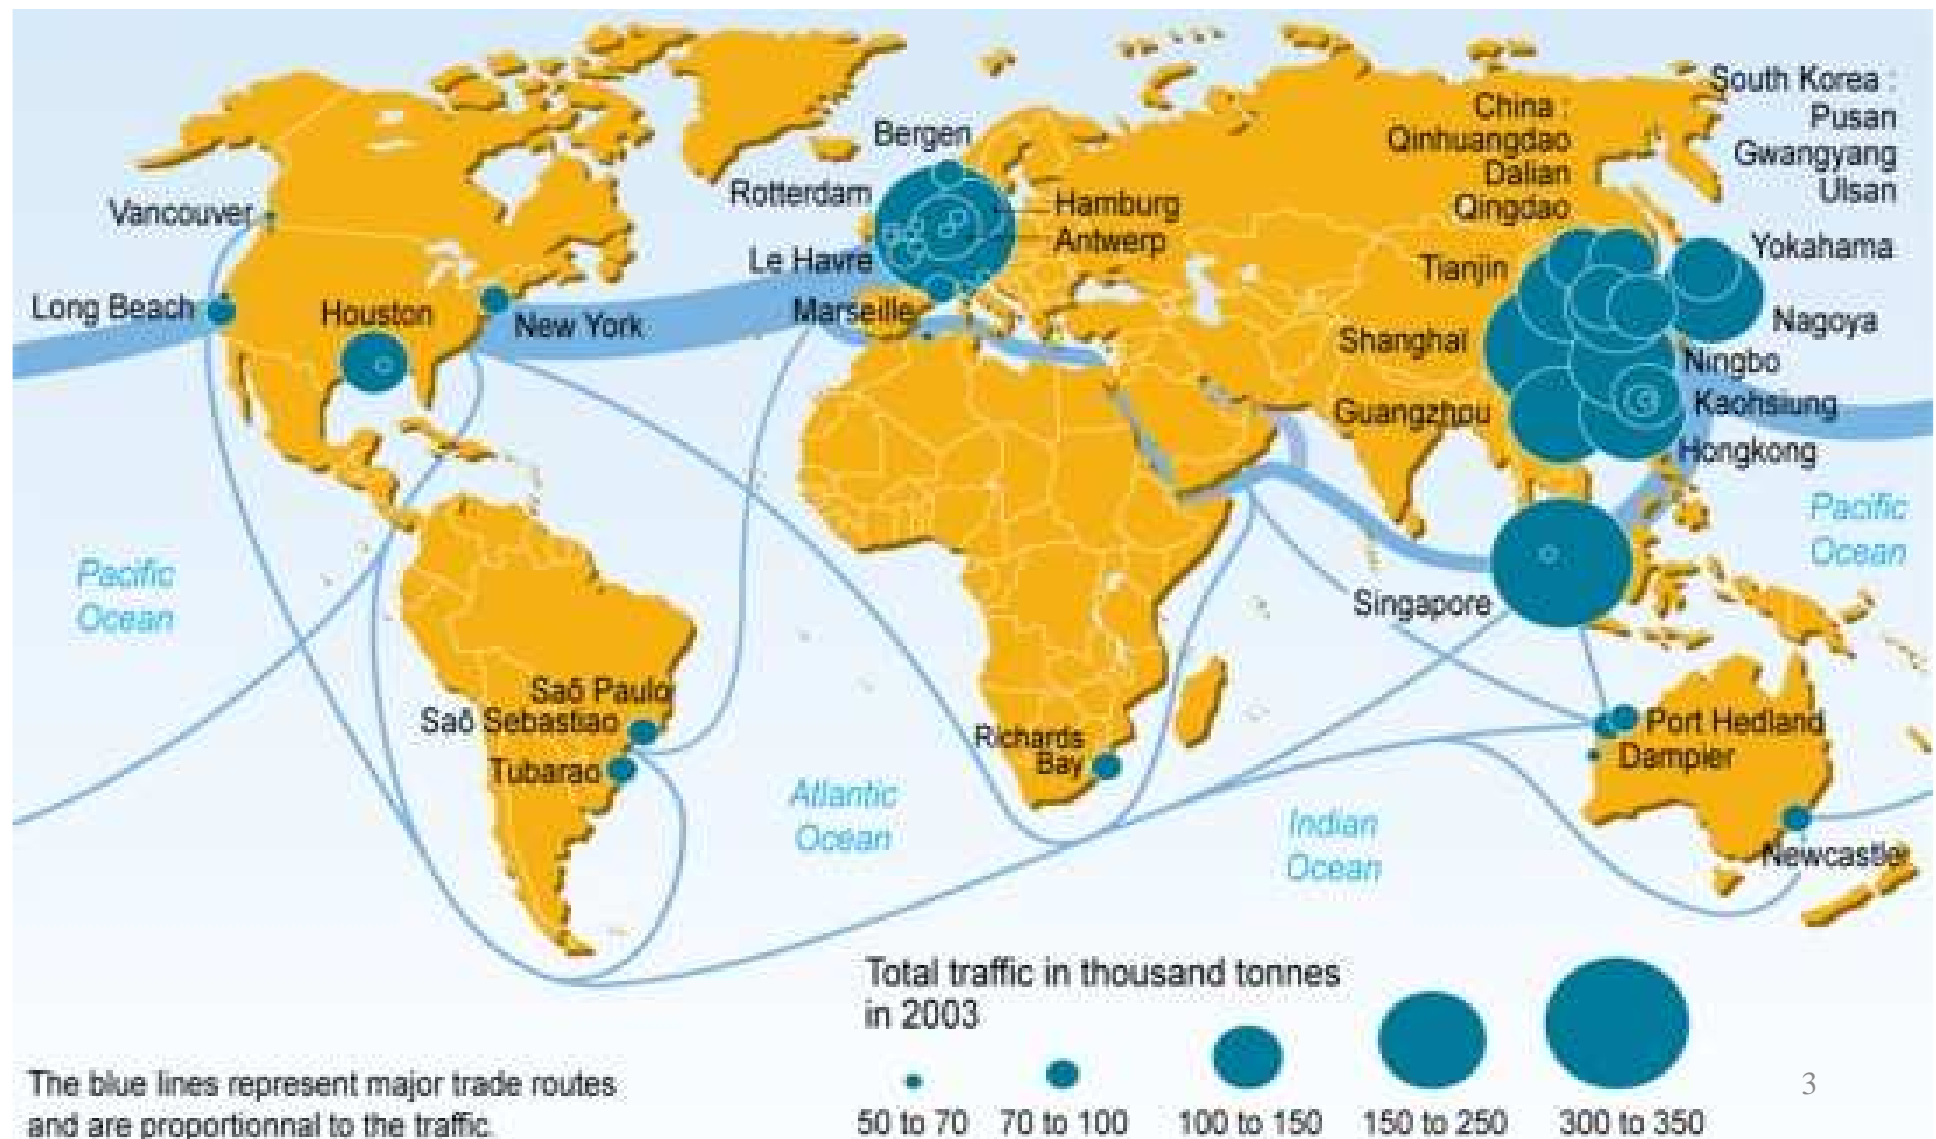 South Korea :
Pusan
Gwangyang
Ulsan
China :
Qinhuangdao
Dalian
Qingdao
Bergen
Rotterdam
Hamburg
Antwerp
Vancouver
Le Havre
Yokahama
Tianjin
Long Beach
Houston
New York
Marseille
Nagoya
Shanghai
Ningbo
Guangzhou
Kaohsiung
Hongkong
Pacific
Ocean
Pacific
Ocean
Singapore
Saō Paulo
Saō Sebastiao
Tubarao
Richards
Bay
Port Hedland
Dampier
Atlantic
Ocean
Indian
Ocean
Newcastle
Total traffic in thousand tonnes
in 2003
50 to 70
70 to 100
100 to 150
150 to 250
300 to 350
The blue lines represent major trade routes
and are proportionnal to the traffic.
3